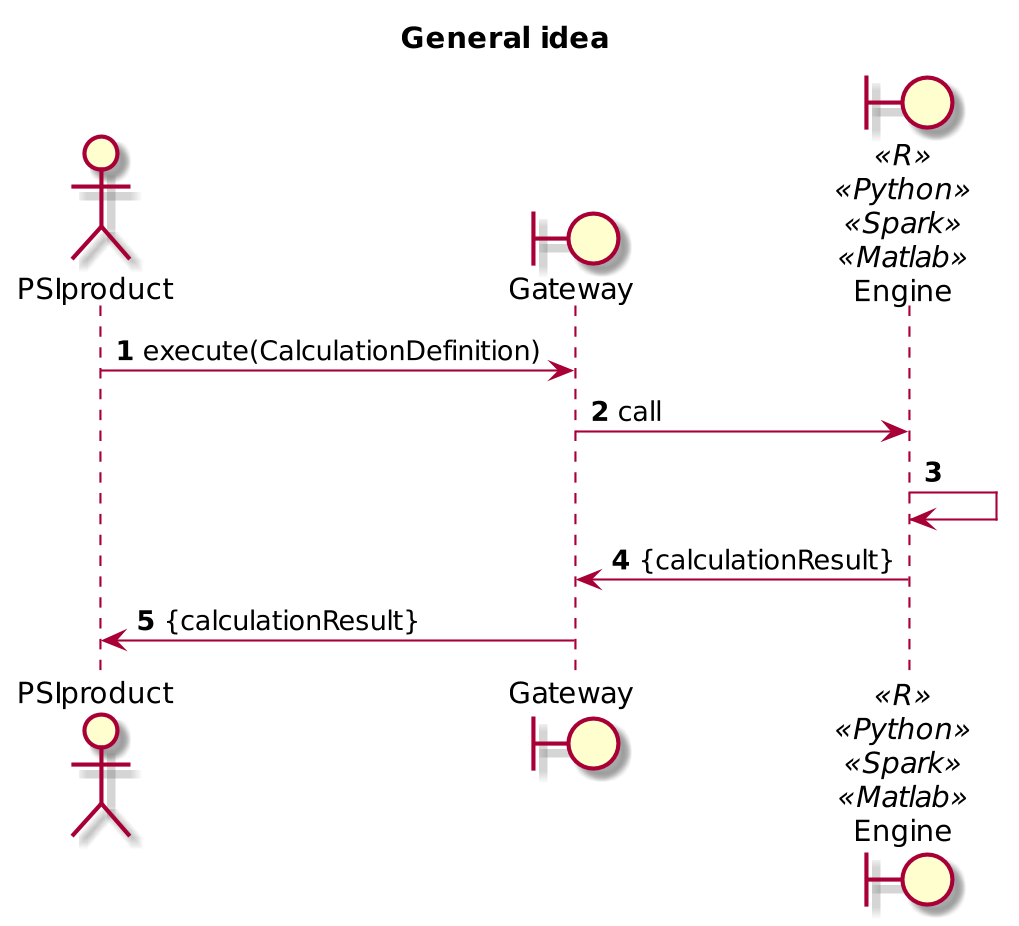 General idea
«R»
«Python»
«Spark»
«Matlab»
PSIproduct
Gateway
Engine
1 execute(CalculationDefinition)
2 call
3
4 {calculationResult}
5 {calculationResult}
PSIproduct
Gateway
«R»
«Python»
«Spark»
«Matlab»
Engine